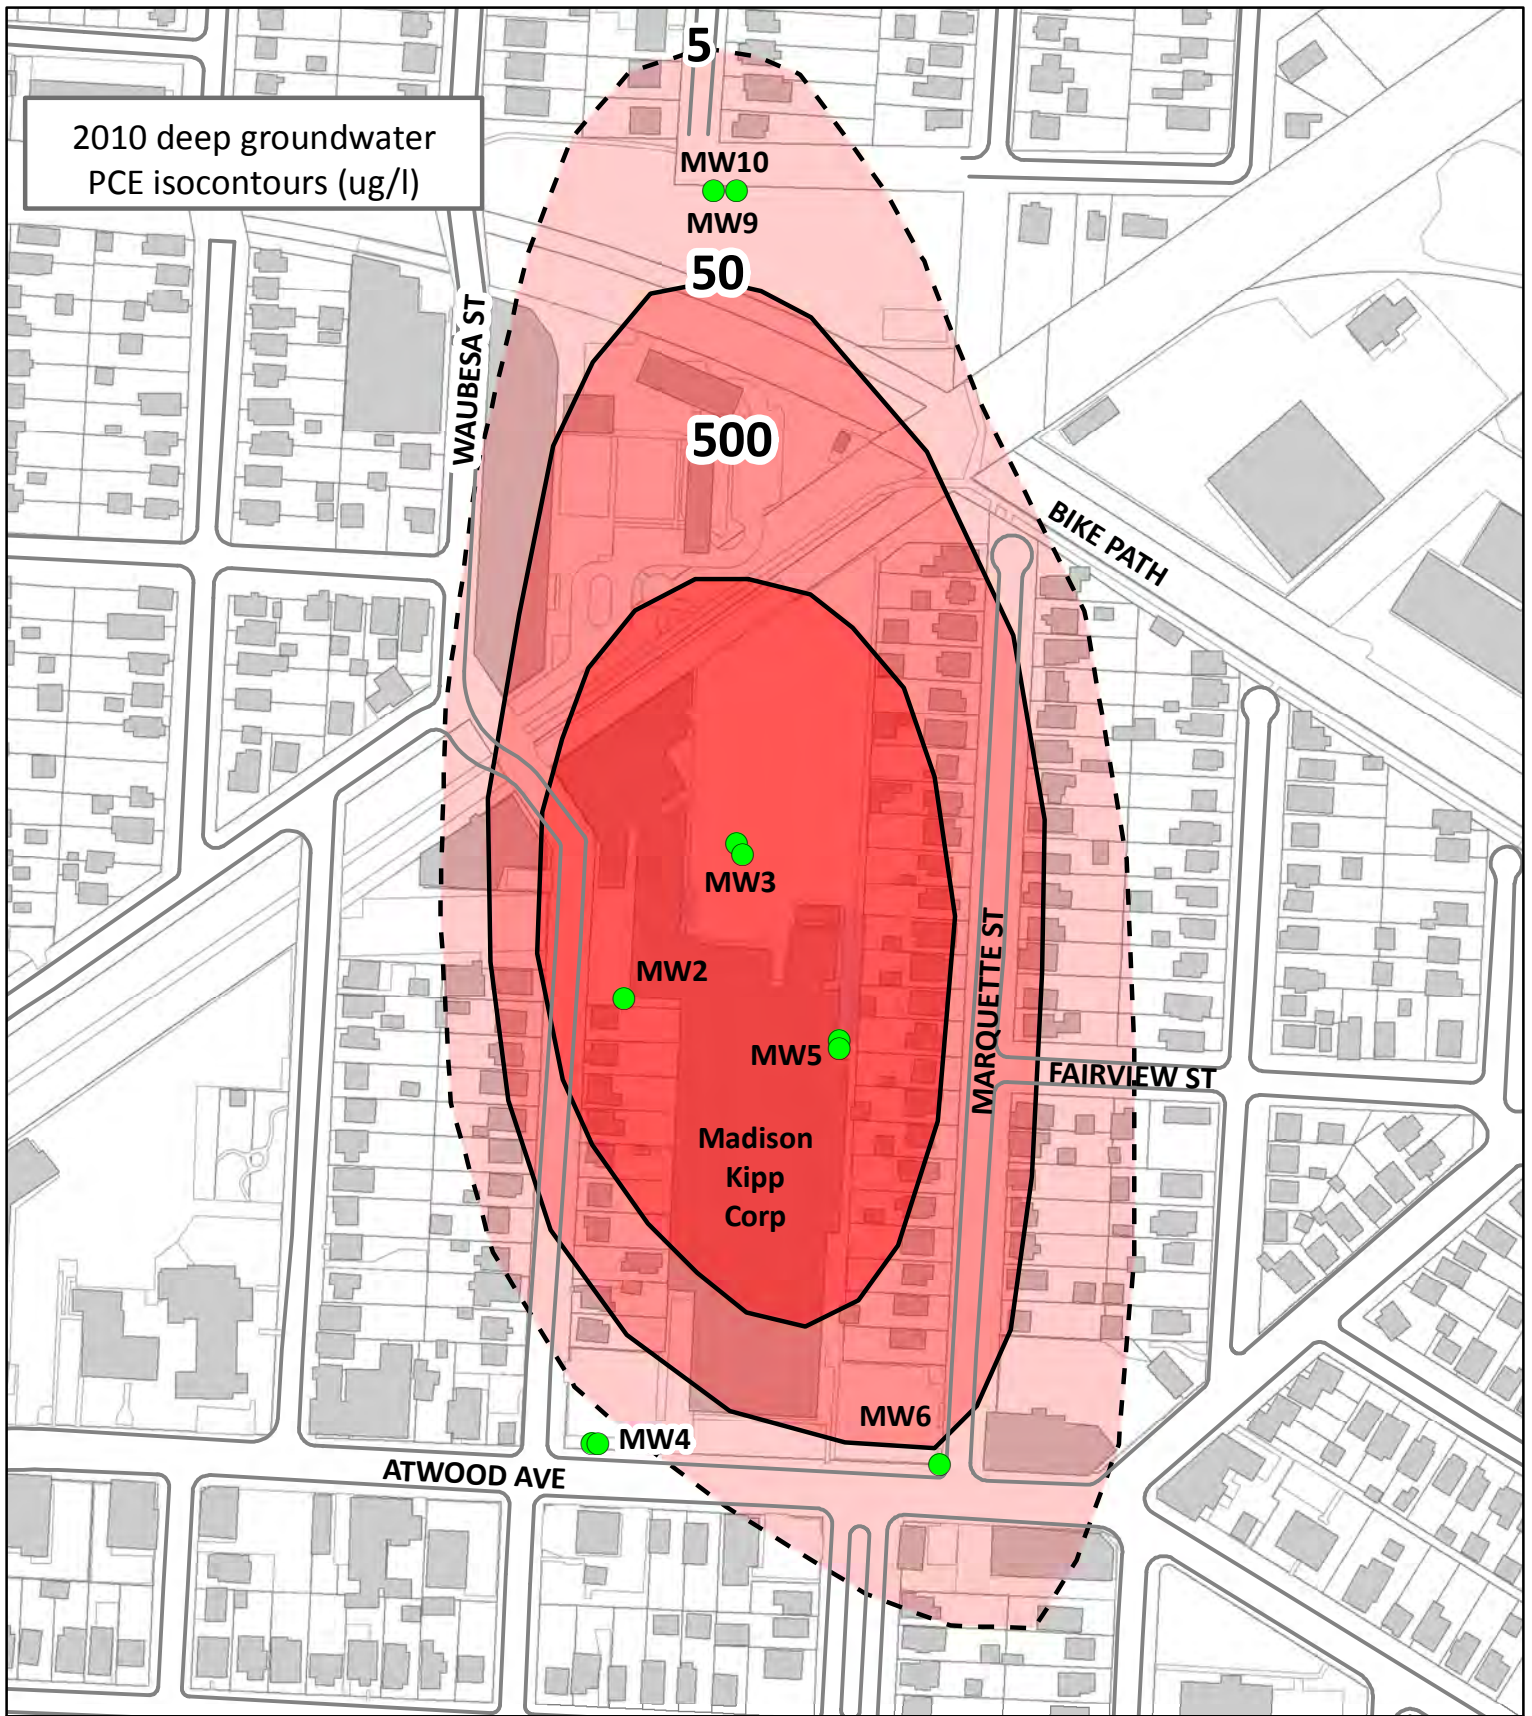 5
2010 deep groundwater
PCE isocontours (ug/l)
MW10
MW9
50
WAUBESA ST
500
BIKE PATH
MW3
MW2
MARQUETTE ST
MW5
FAIRVIEW ST
Madison
Kipp
Corp
MW6
MW4
ATWOOD AVE